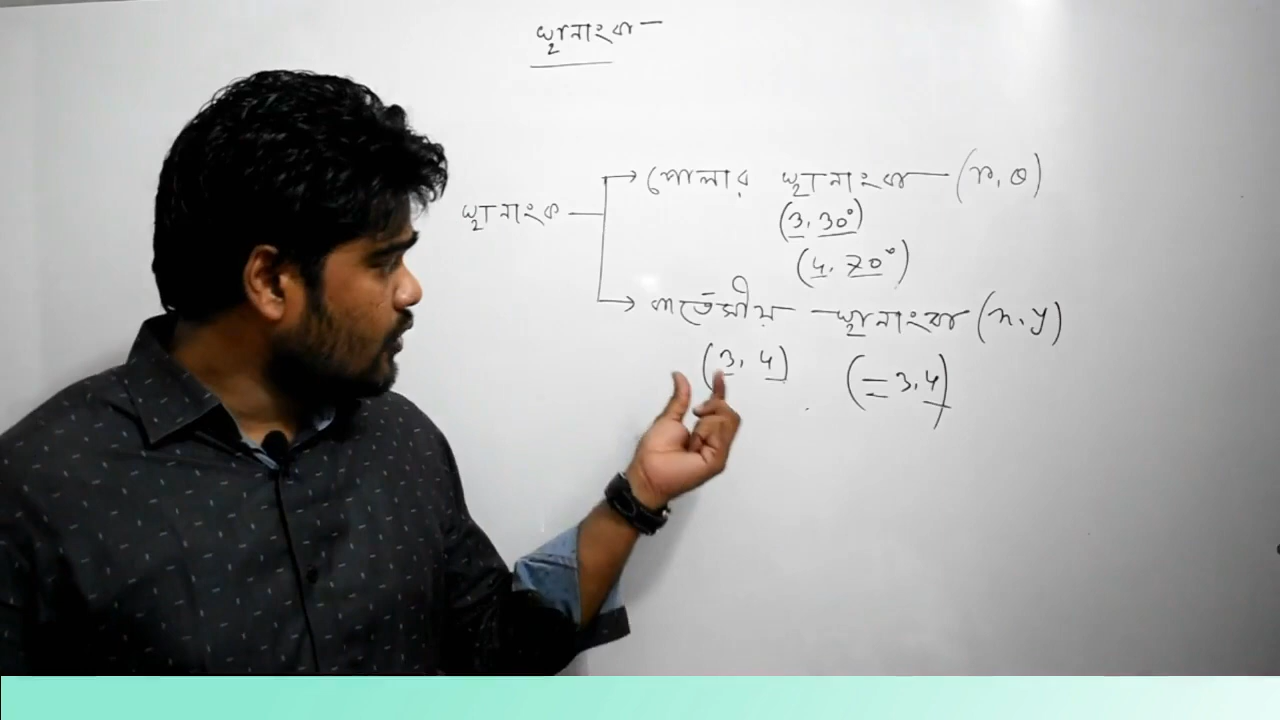 স্থানাংক —
পোলার স্থানাংক — (r, θ)
স্থানাংক
(3, 30°)
(4, 70°)
কার্তেসীয় স্থানাংক (x, y)
(3, 4) (-3, 4)